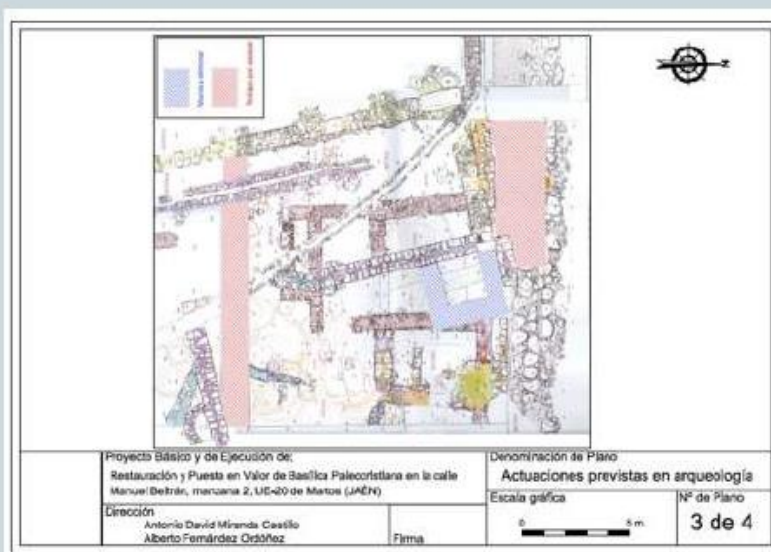 N
Proyecto Básico y de Ejecución de:
Restauración y Puesta en Valor de Basílica Paleocristiana en la calle
Manuel Beltrán, manzana 2, UE-20 de Martos (JAÉN)
Dirección
Antonio David Miranda Castillo
Alberto Fernández Ordóñez
Firma
Denominación de Plano
Actuaciones previstas en arqueología
Escala gráfica
0 5 m
Nº de Plano
3 de 4